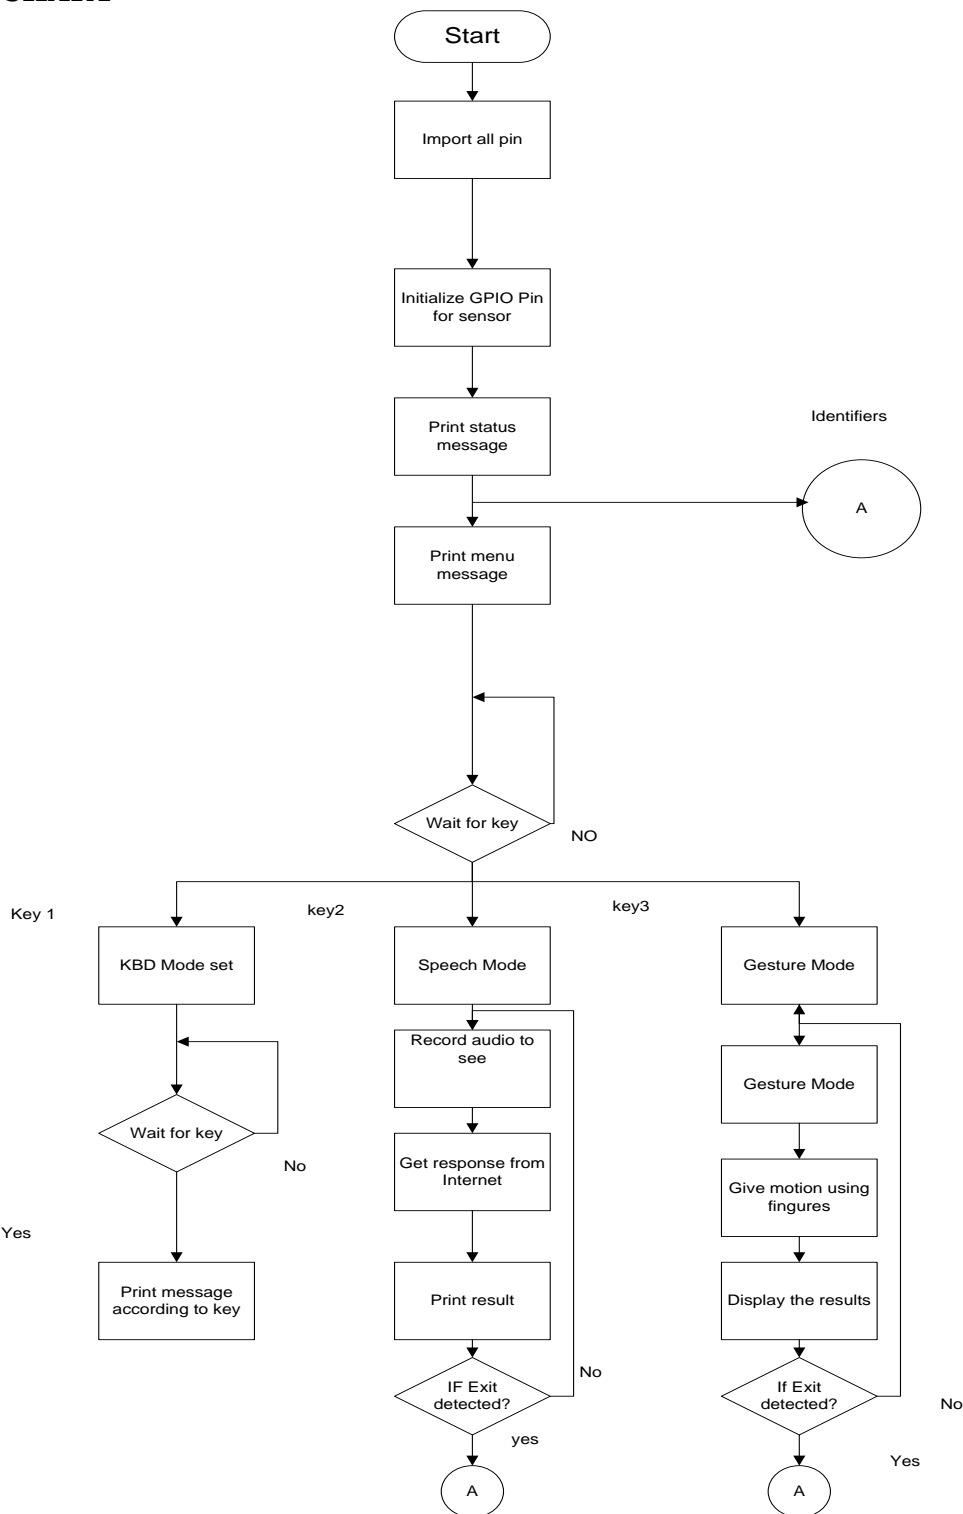 Start
Import all pin
Initialize GPIO Pin
for sensor
Print status
message
Identifiers
A
Print menu
message
Wait for key
NO
Key 1
key2
key3
KBD Mode set
Speech Mode
Gesture Mode
Record audio to
see
Gesture Mode
Wait for key
No
Get response from
Internet
Give motion using
fingures
Yes
Print message
according to key
Print result
Display the results
IF Exit
detected?
No
If Exit
detected?
No
yes
Yes
A
A